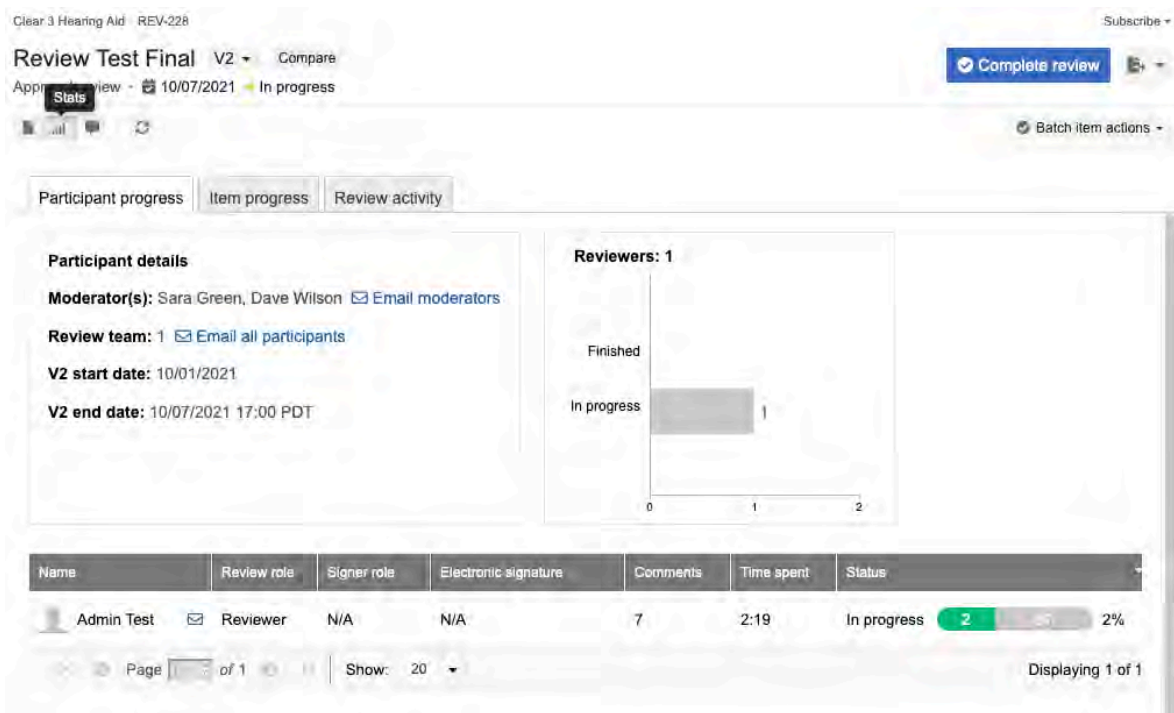 Clear 3 Hearing Aid REV-228
Subscribe
Review Test Final V2 Compare
Complete review
view - 10/07/2021 In progress
Stats
Batch item actions
Participant progress Item progress Review activity
Participant details
Moderator(s): Sara Green, Dave Wilson Email moderators
Review team: 1 Email all participants
V2 start date: 10/01/2021
V2 end date: 10/07/2021 17:00 PDT
Reviewers: 1
Finished
In progress
1
0 1 2
Name Review role Signer role Electronic signature Comments Time spent Status
Admin Test Reviewer N/A N/A 7 2:19 In progress 2 2%
Page of 1 Show: 20 Displaying 1 of 1